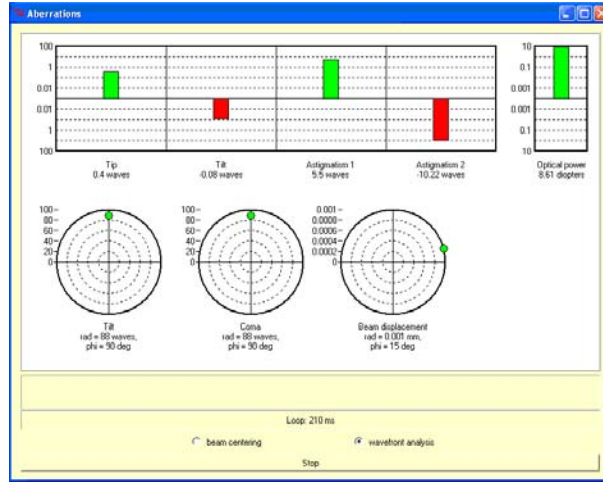 Aberrations
100
1
0.01
0.01
1
100
10
0.1
0.001
0.001
0.1
10
Tip
0.4 waves
Tilt
-0.08 waves
Astigmatism 1
5.5 waves
Astigmatism 2
-10.22 waves
Optical power
8.61 diopters
100
80
60
40
20
0
100
80
60
40
20
0
0.001
0.0008
0.0006
0.0004
0.0002
0
Tilt
rad = 88 waves,
phi = 90 deg
Coma
rad = 88 waves,
phi = 90 deg
Beam displacement
rad = 0.001 mm,
phi = 15 deg
Loop: 210 ms
beam centering
wavefront analysis
Stop